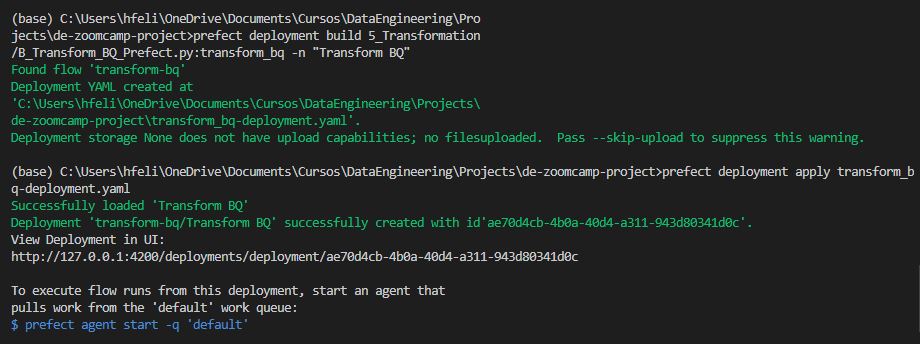 (base) C:\Users\hfeli\OneDrive\Documents\Cursos\DataEngineering\Pro
jects\de-zoomcamp-project>prefect deployment build 5_Transformation
/B_Transform_BQ_Prefect.py:transform_bq -n "Transform BQ"
Found flow 'transform-bq'
Deployment YAML created at
'C:\Users\hfeli\OneDrive\Documents\Cursos\DataEngineering\Projects\
de-zoomcamp-project\transform_bq-deployment.yaml'.
Deployment storage None does not have upload capabilities; no filesuploaded.  Pass --skip-upload to suppress this warning.
(base) C:\Users\hfeli\OneDrive\Documents\Cursos\DataEngineering\Projects\de-zoomcamp-project>prefect deployment apply transform_b
q-deployment.yaml
Successfully loaded 'Transform BQ'
Deployment 'transform-bq/Transform BQ' successfully created with id'ae70d4cb-4b0a-40d4-a311-943d80341d0c'.
View Deployment in UI:
http://127.0.0.1:4200/deployments/deployment/ae70d4cb-4b0a-40d4-a311-943d80341d0c
To execute flow runs from this deployment, start an agent that
pulls work from the 'default' work queue:
$ prefect agent start -q 'default'